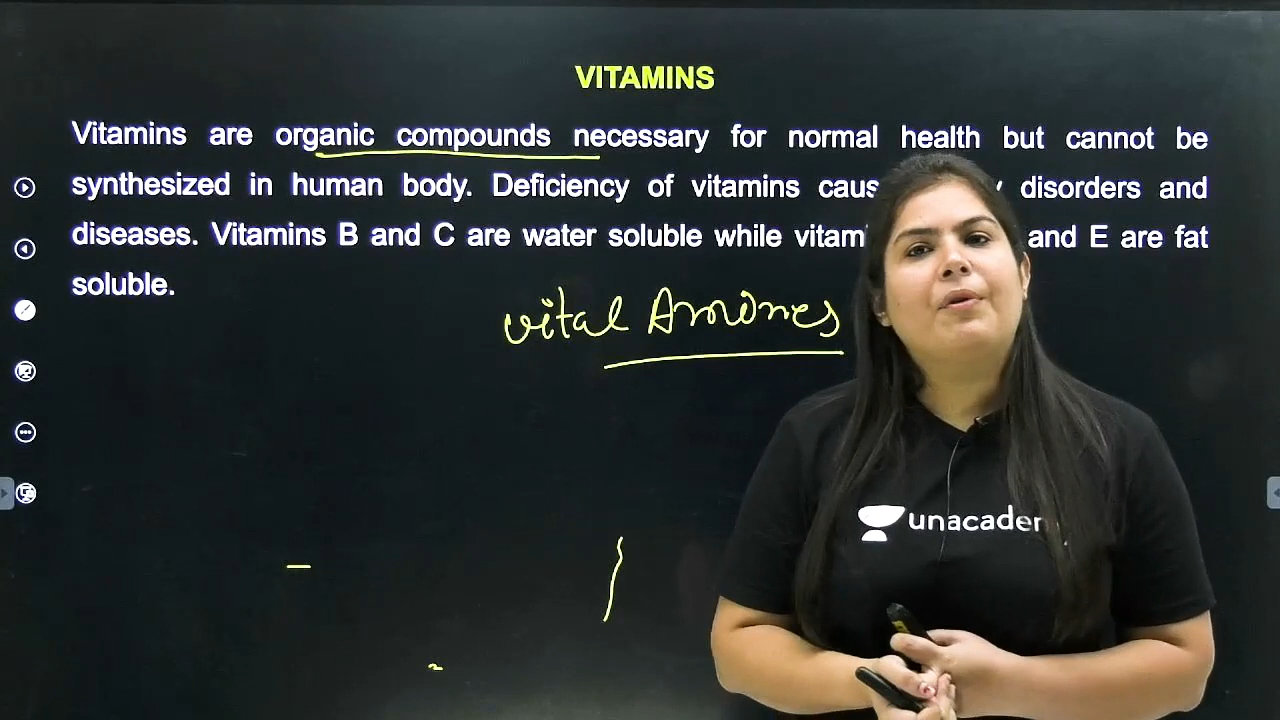 VITAMINS
Vitamins are organic compounds necessary for normal health but cannot be
synthesized in human body. Deficiency of vitamins caus disorders and
diseases. Vitamins B and C are water soluble while vitam and E are fat
soluble.
vital Amines
unacadem